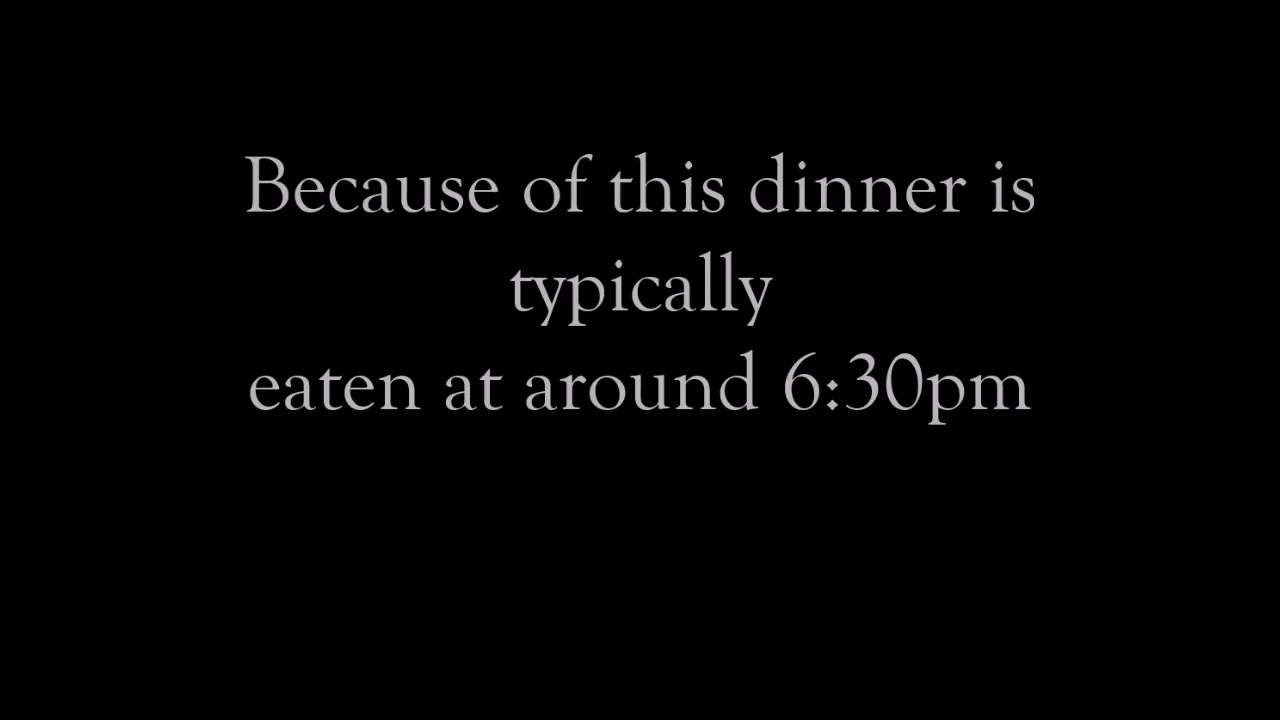 Because of this dinner is
typically
eaten at around 6:30pm